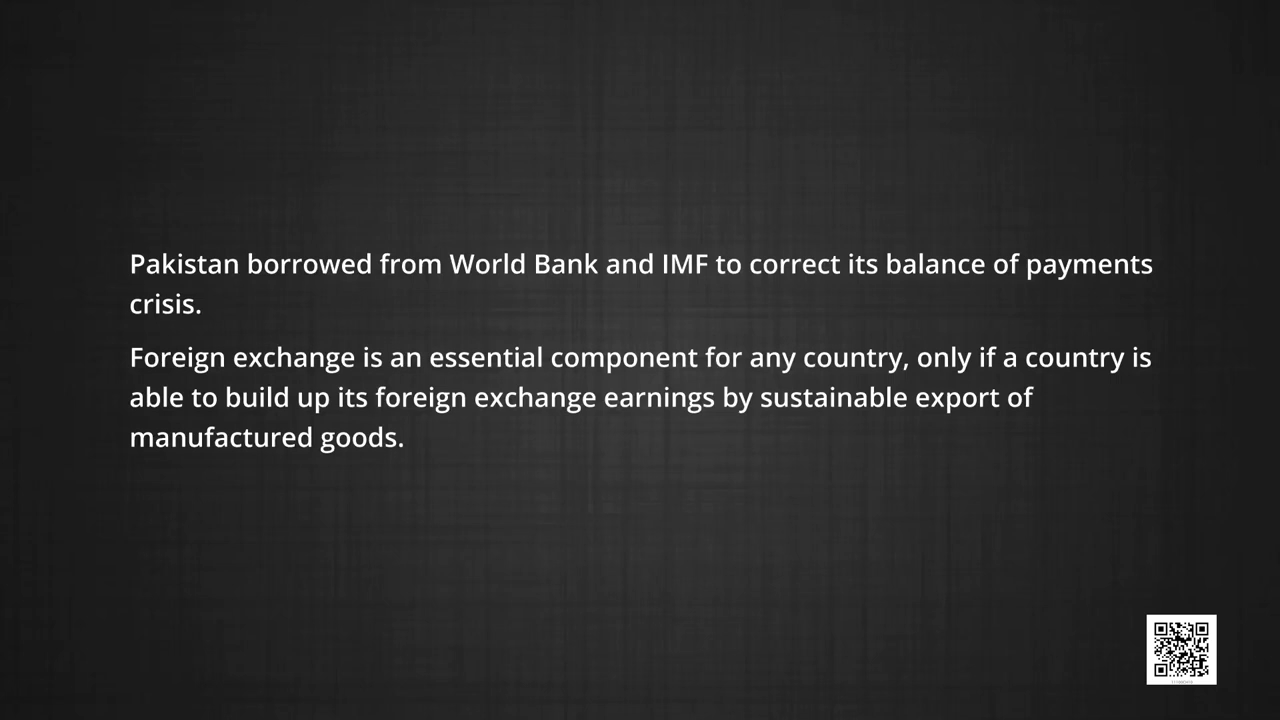 Pakistan borrowed from World Bank and IMF to correct its balance of payments
crisis.
Foreign exchange is an essential component for any country, only if a country is
able to build up its foreign exchange earnings by sustainable export of
manufactured goods.